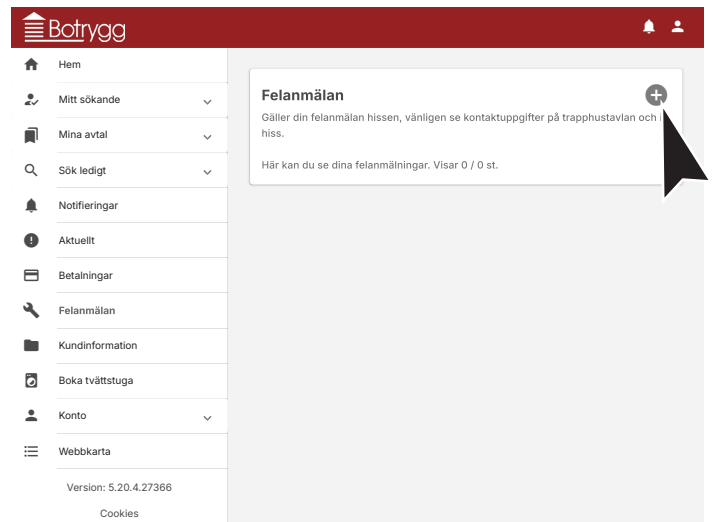 Botrygg
Hem
Mitt sökande
Mina avtal
Sök ledigt
Notifieringar
Aktuellt
Betalningar
Felanmälan
Kundinformation
Boka tvättstuga
Konto
Webbkarta
Version: 5.20.4.27366
Cookies
Felanmälan
Gäller din felanmälan hissen, vänligen se kontaktuppgifter på trapphustavlan och
hiss.
Här kan du se dina felanmälningar. Visar 0 / 0 st.